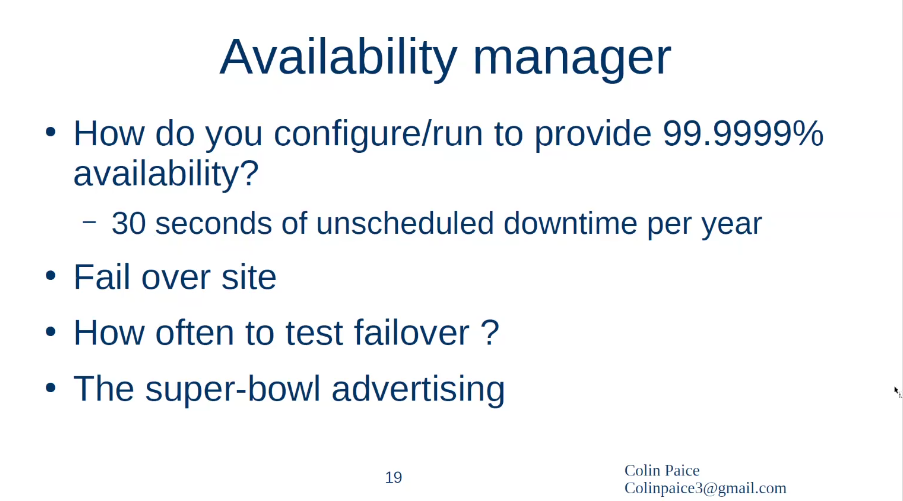 Availability manager
• How do you configure/run to provide 99.9999%
availability?
– 30 seconds of unscheduled downtime per year
• Fail over site
• How often to test failover ?
• The super-bowl advertising
19
Colin Paice
Colinpaice3@gmail.com